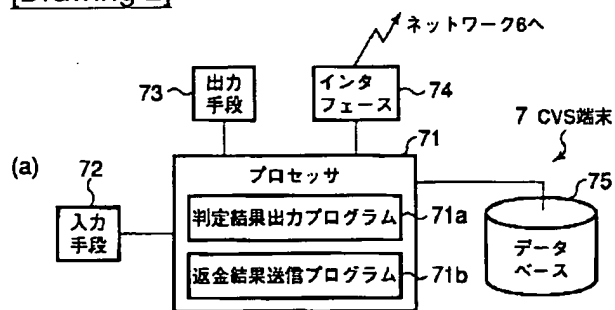 [Drawing 2]
ネットワーク6へ
73
出力
手段
インタ
フェース
74
7 CVS端末
(a)
72
71
プロセッサ
75
入力
手段
判定結果出力プログラム
71a
返金結果送信プログラム
71b
データ
ベース